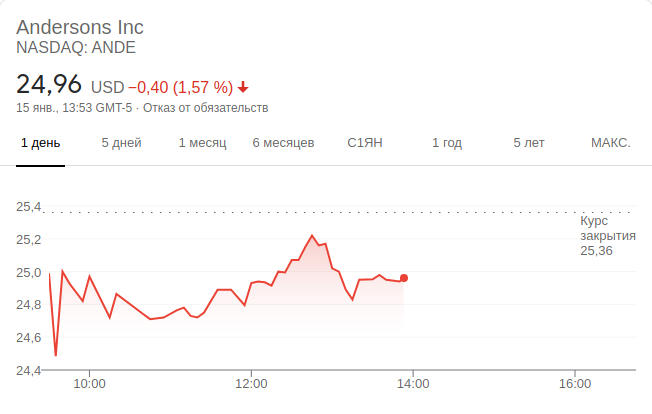 Andersons Inc
NASDAQ: ANDE
24,96 USD −0,40 (1,57 %)
15 янв., 13:53 GMT-5 · Отказ от обязательств
1 день 5 дней 1 месяц 6 месяцев С1ЯН 1 год 5 лет МАКС.
25,4
Курс
закрытия
25,36
25,2
25,0
24,8
24,6
24,4
10:00 12:00 14:00 16:00